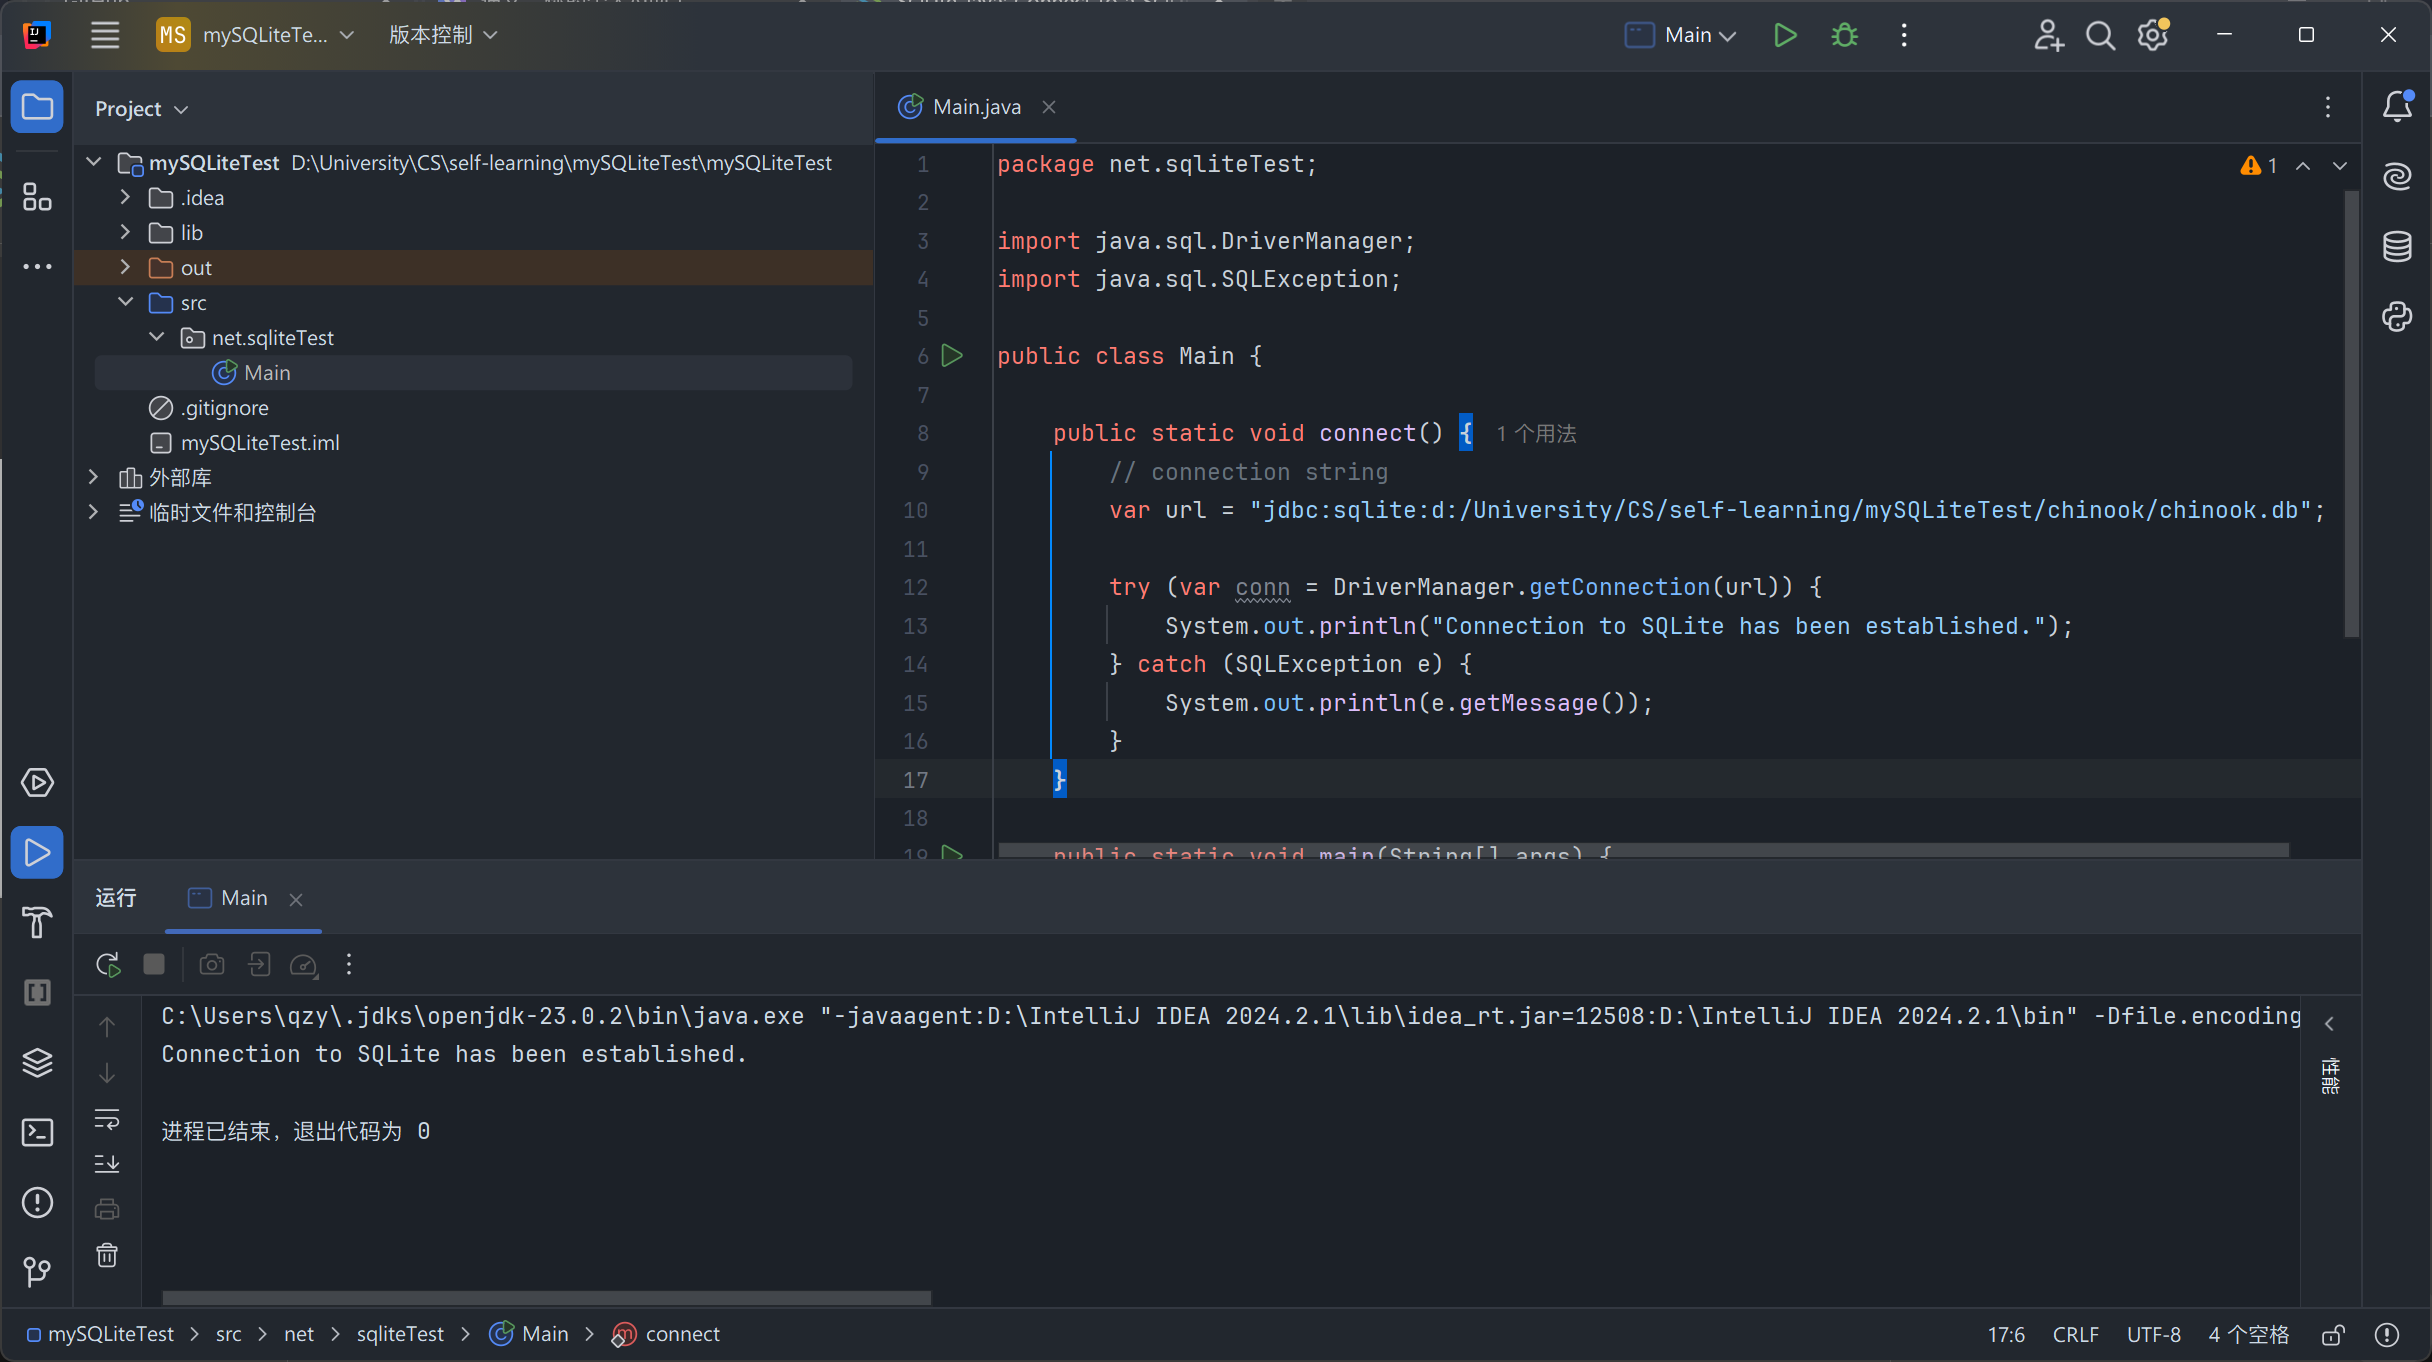 MS mySQLiteTe... 版本控制 Main
Project
mySQLiteTest D:\University\CS\self-learning\mySQLiteTest\mySQLiteTest
.idea
lib
out
src
net.sqliteTest
Main
.gitignore
mySQLiteTest.iml
外部库
临时文件和控制台
Main.java
1
1 package net.sqliteTest;
2
3 import java.sql.DriverManager;
4 import java.sql.SQLException;
5
6 public class Main {
7
8 public static void connect() { 1 个用法
9 // connection string
10 var url = "jdbc:sqlite:d:/University/CS/self-learning/mySQLiteTest/chinook/chinook.db";
11
12 try (var conn = DriverManager.getConnection(url)) {
13 System.out.println("Connection to SQLite has been established.");
14 } catch (SQLException e) {
15 System.out.println(e.getMessage());
16 }
17 }
18
19 public static void main(String[] args) {
运行 Main
C:\Users\qzy\.jdks\openjdk-23.0.2\bin\java.exe "-javaagent:D:\IntelliJ IDEA 2024.2.1\lib\idea_rt.jar=12508:D:\IntelliJ IDEA 2024.2.1\bin" -Dfile.encoding
Connection to SQLite has been established.
进程已结束，退出代码为 0
性能
mySQLiteTest src net sqliteTest Main connect
17:6 CRLF UTF-8 4 个空格